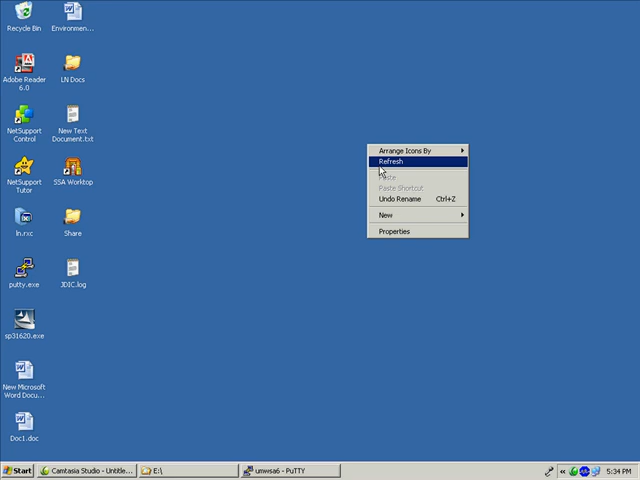 Recycle Bin
Environmen...
Adobe Reader
6.0
LN Docs
NetSupport
Control
New Text
Document.txt
NetSupport
Tutor
SSA Worktop
ln.rxc
Share
putty.exe
JDIC.log
sp31620.exe
New Microsoft
Word Docu...
Doc1.doc
Arrange Icons By
Refresh
Paste
Paste Shortcut
Undo Rename Ctrl+Z
New
Properties
Start
Camtasia Studio - Untitle...
E:\
umwsa6 - PuTTY
«
5:34 PM